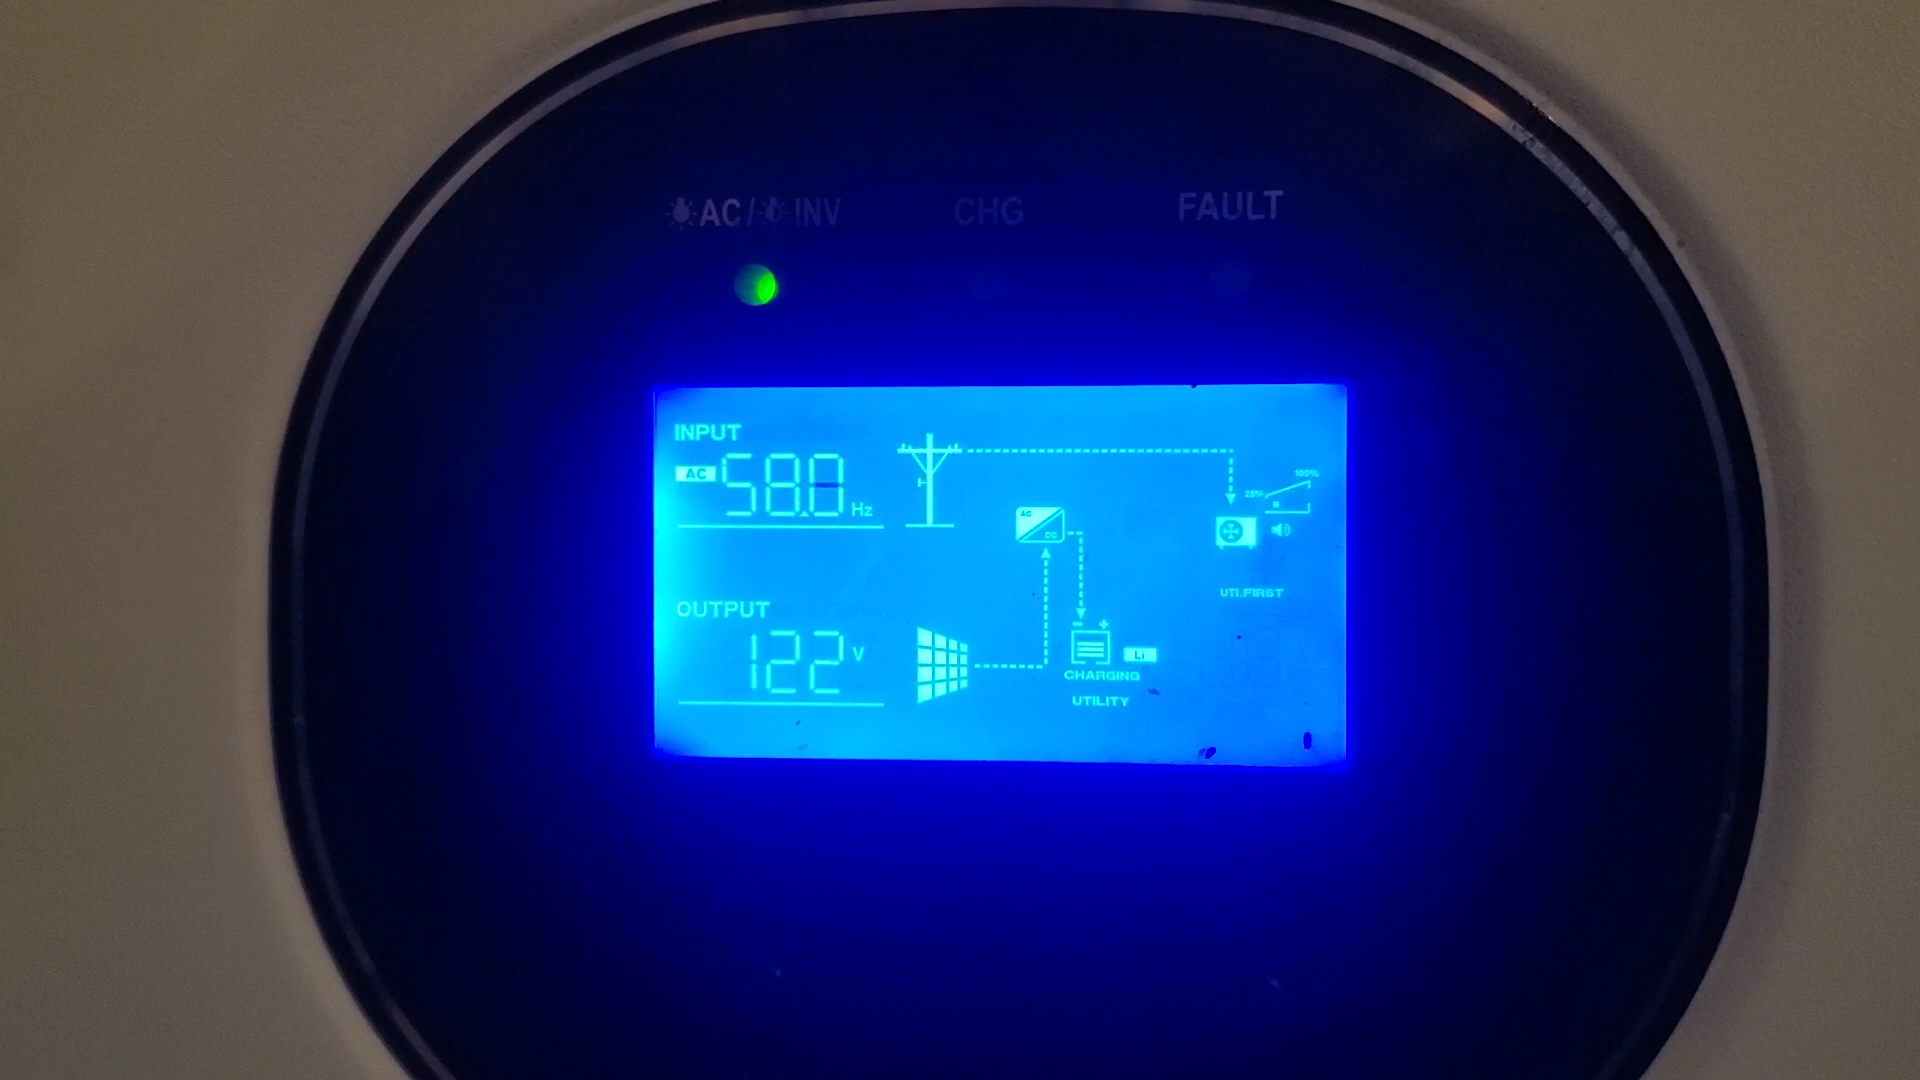 AC/INV CHG FAULT
INPUT
AC 58.8 Hz
100%
25%
AC
DC
UTI.FIRST
OUTPUT
122 V
- +
Li
CHARGING
UTILITY